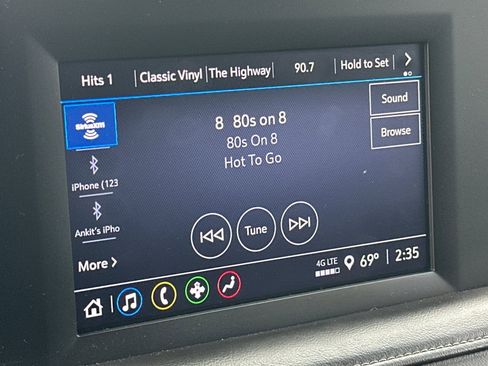 Hits 1 Classic Vinyl The Highway 90.7 Hold to Set
SiriusXM
8 80s on 8
Sound
80s On 8
Browse
Hot To Go
iPhone (123
Ankit's iPho
Tune
More
4G LTE
69° 2:35